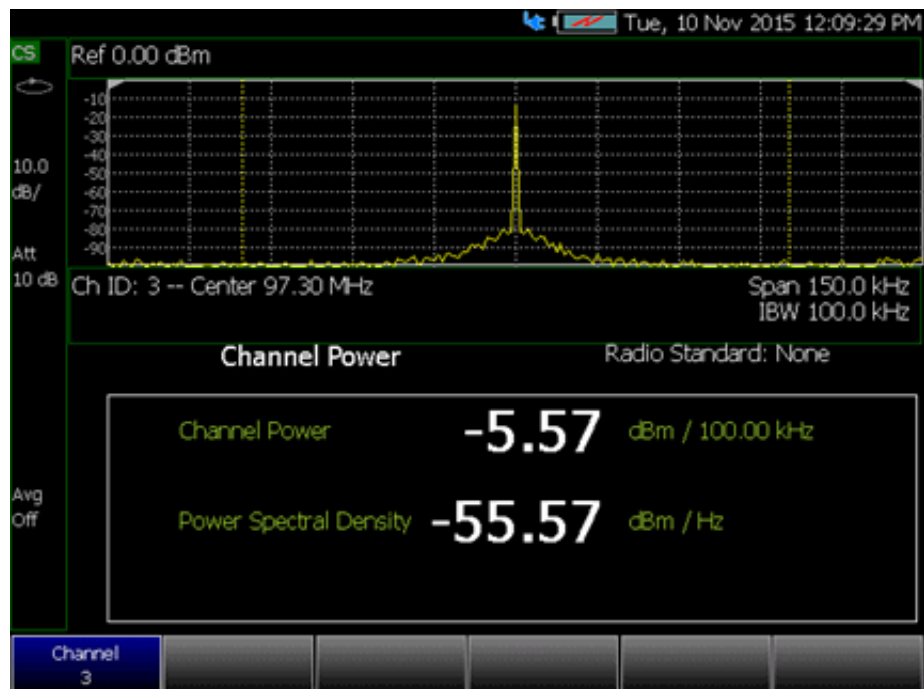 Tue, 10 Nov 2015 12:09:29 PM
CS
Ref 0.00 dBm
-10
-20
-30
-40
-50
-60
-70
-80
-90
10.0
dB/
Att
10 dB
Ch ID: 3 -- Center 97.30 MHz
Span 150.0 kHz
IBW 100.0 kHz
Channel Power
Radio Standard: None
Channel Power -5.57 dBm / 100.00 kHz
Avg
Off
Power Spectral Density -55.57 dBm / Hz
Channel
3